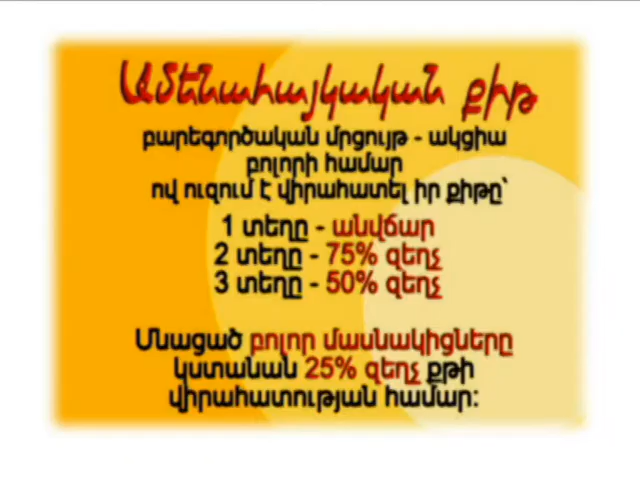 Ամենահայկական քիթ
բարեգործական մրցույթ - ակցիա
բոլորի համար
ով ուզում է վիրահատել իր քիթը՝
1 տեղը - անվճար
2 տեղը - 75% զեղչ
3 տեղը - 50% զեղչ
Մնացած բոլոր մասնակիցները
կստանան 25% զեղչ քթի
վիրահատության համար: